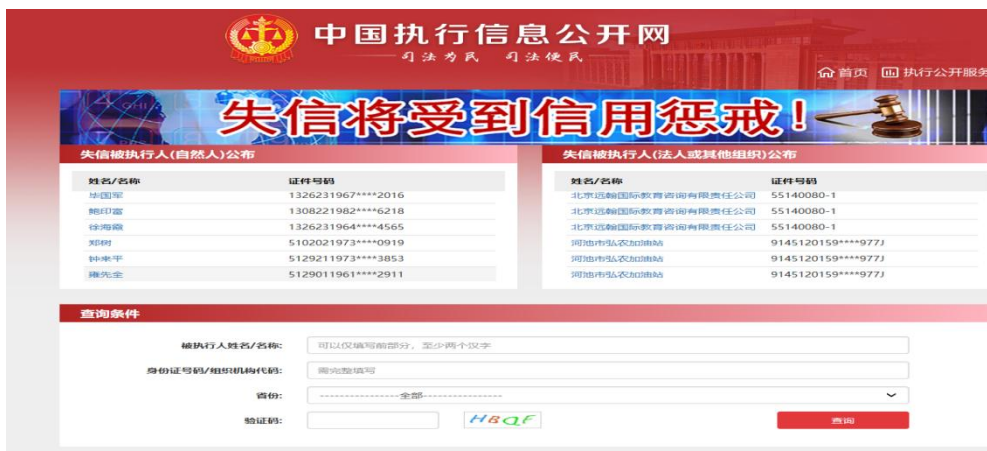 中国执行信息公开网
司法为民 司法便民
首页 执行公开服务
失信将受到信用惩戒!
失信被执行人(自然人)公布
姓名/名称 证件号码
毕国军 1326231967****2016
鲍印富 1308221982****6218
徐海霞 1326231964****4565
郑树 5102021973****0919
钟来平 5129211973****3853
雍先全 5129011961****2911
失信被执行人(法人或其他组织)公布
姓名/名称 证件号码
北京远翰国际教育咨询有限责任公司 55140080-1
北京远翰国际教育咨询有限责任公司 55140080-1
北京远翰国际教育咨询有限责任公司 55140080-1
河池市弘农加油站 9145120159****977J
河池市弘农加油站 9145120159****977J
河池市弘农加油站 9145120159****977J
查询条件
被执行人姓名/名称: 可以仅填写前部分，至少两个汉字
身份证号码/组织机构代码: 需完整填写
省份: ----------------全部----------------
验证码: HBQF 查询